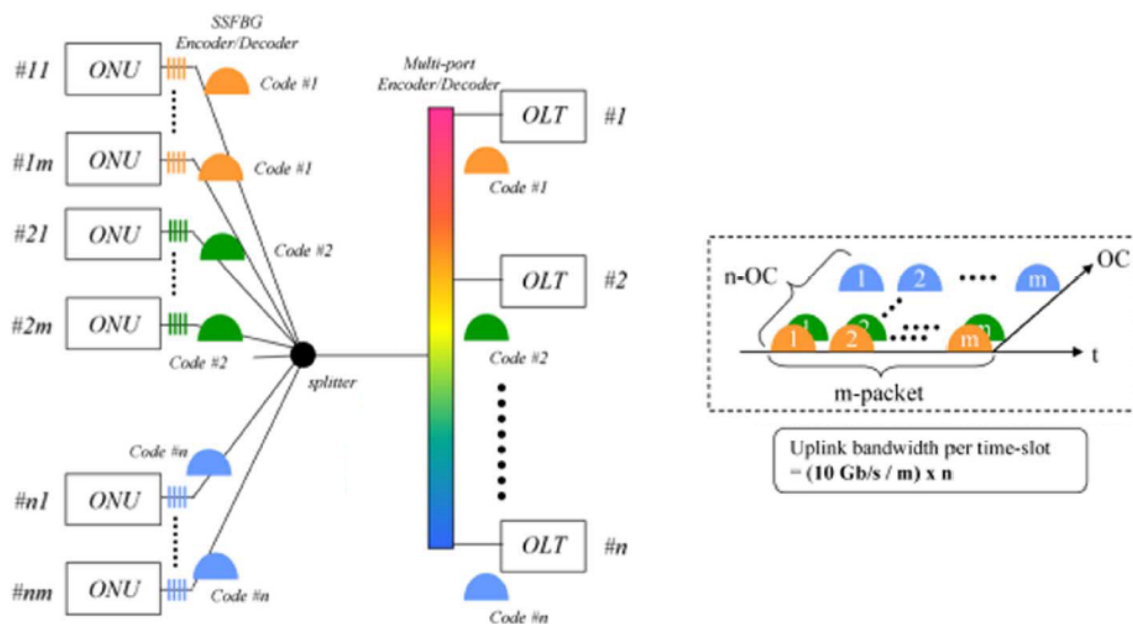 SSFBG
Encoder/Decoder
#11
ONU
Code #1
#1m
ONU
Code #1
#21
ONU
Code #2
#2m
ONU
Code #2
splitter
Code #n
#n1
ONU
#nm
ONU
Code #n
Multi-port
Encoder/Decoder
OLT
#1
Code #1
OLT
#2
Code #2
OLT
#n
Code #n
n-OC
OC
1 2 m
1 2 m
1 2 m
t
m-packet
Uplink bandwidth per time-slot
= (10 Gb/s / m) x n